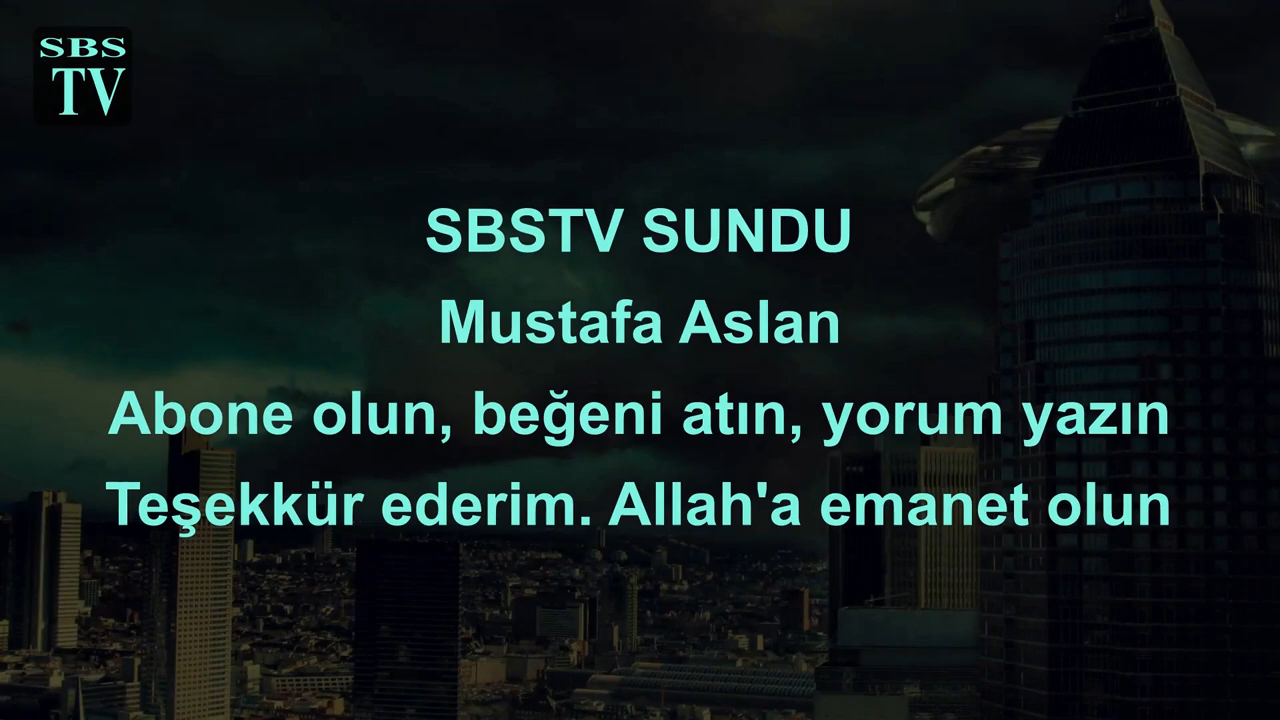 SBS
TV
SBSTV SUNDU
Mustafa Aslan
Abone olun, beğeni atın, yorum yazın
Teşekkür ederim. Allah'a emanet olun